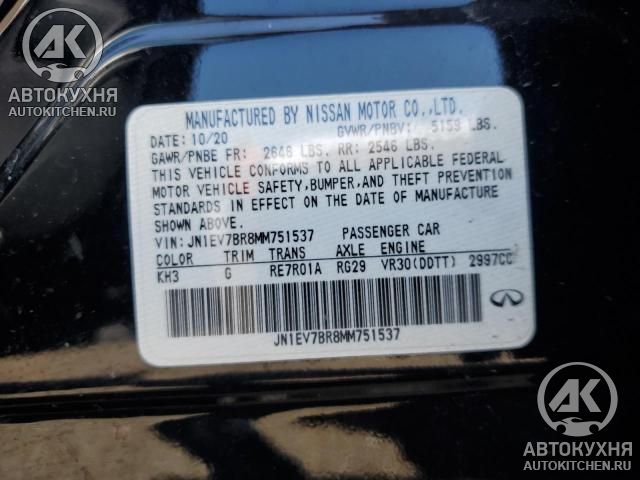 АВТОКУХНЯ
AUTOKITCHEN.RU
MANUFACTURED BY NISSAN MOTOR CO.,LTD.
DATE: 10/20 GVWR/PNBV: 5159 LBS.
GAWR/PNBE FR: 2646 LBS. RR: 2546 LBS.
THIS VEHICLE CONFORMS TO ALL APPLICABLE FEDERAL
MOTOR VEHICLE SAFETY,BUMPER,AND THEFT PREVENTION
STANDARDS IN EFFECT ON THE DATE OF MANUFACTURE
SHOWN ABOVE.
VIN: JN1EV7BR8MM751537 PASSENGER CAR
COLOR TRIM TRANS AXLE ENGINE
KH3 G RE7R01A RG29 VR30(DDTT) 2997CC
JN1EV7BR8MM751537
АВТОКУХНЯ
AUTOKITCHEN.RU